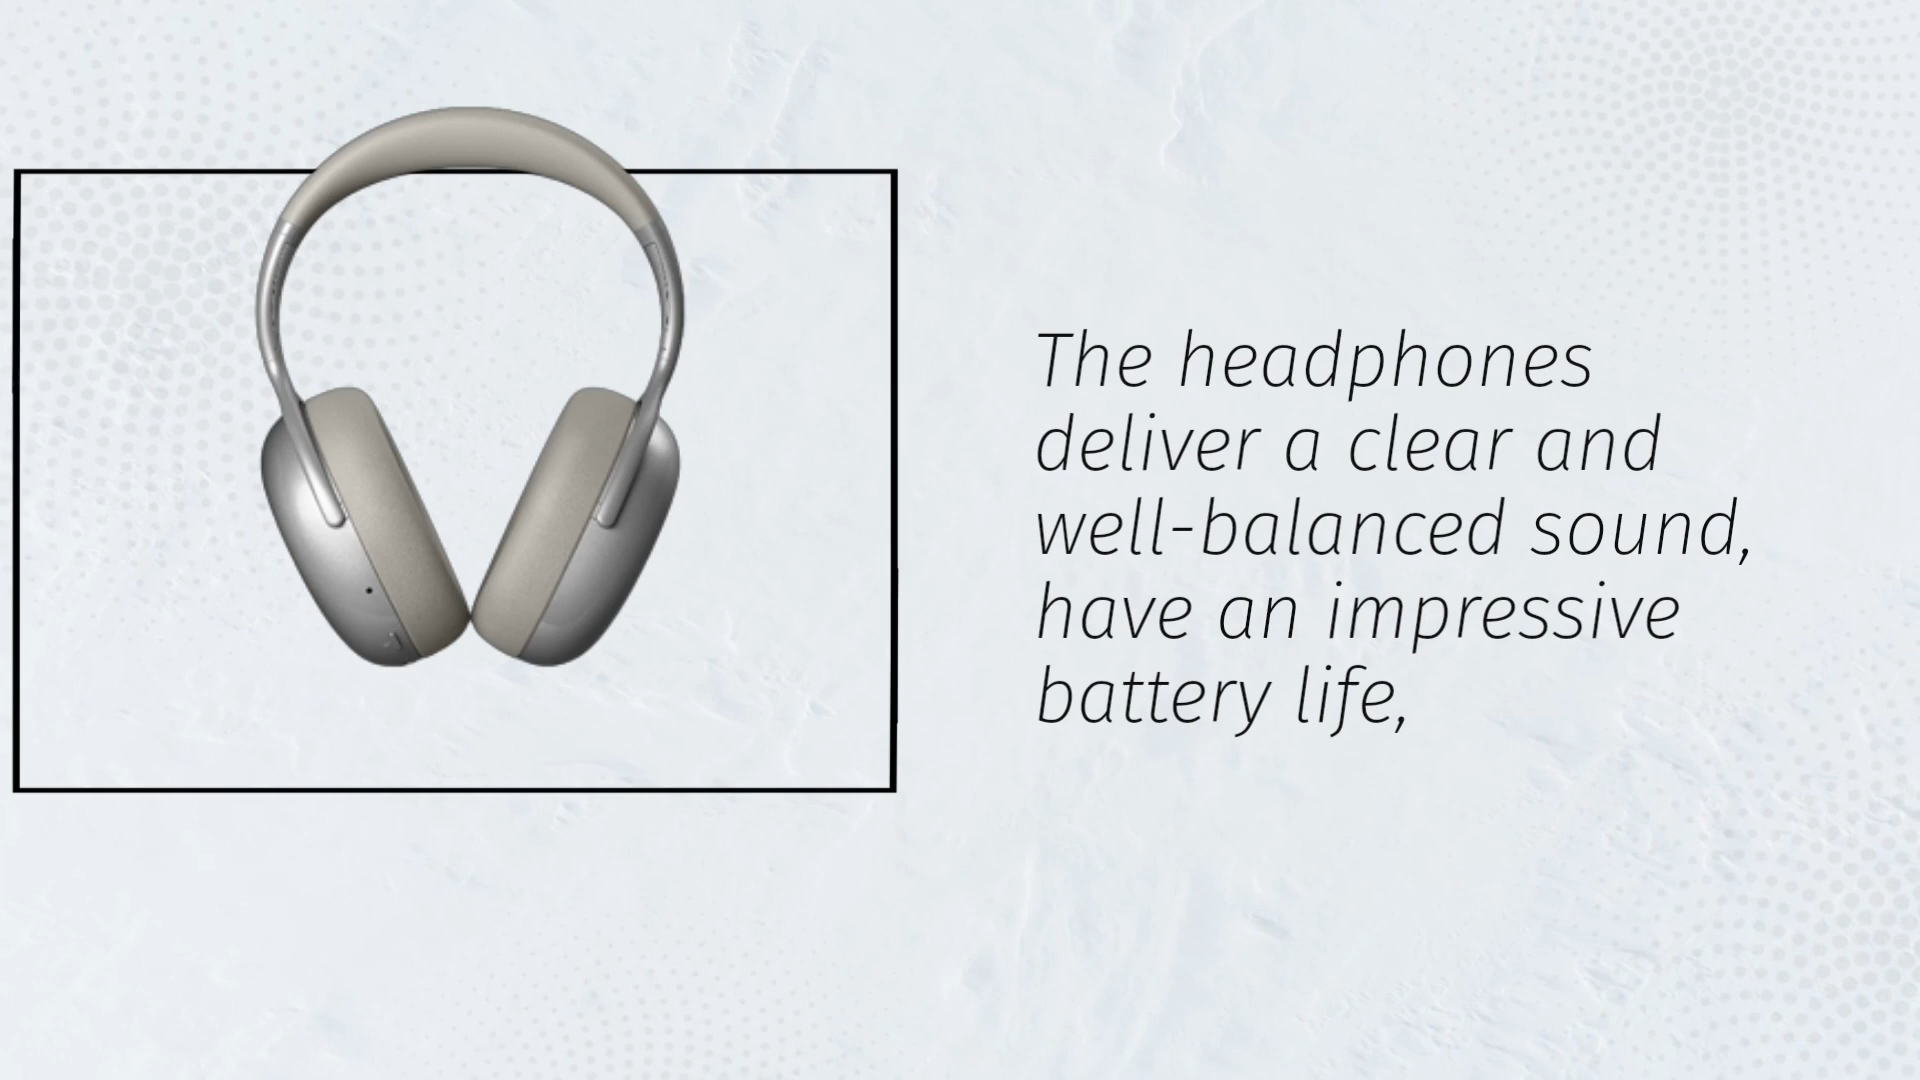 The headphones
deliver a clear and
well-balanced sound,
have an impressive
battery life,